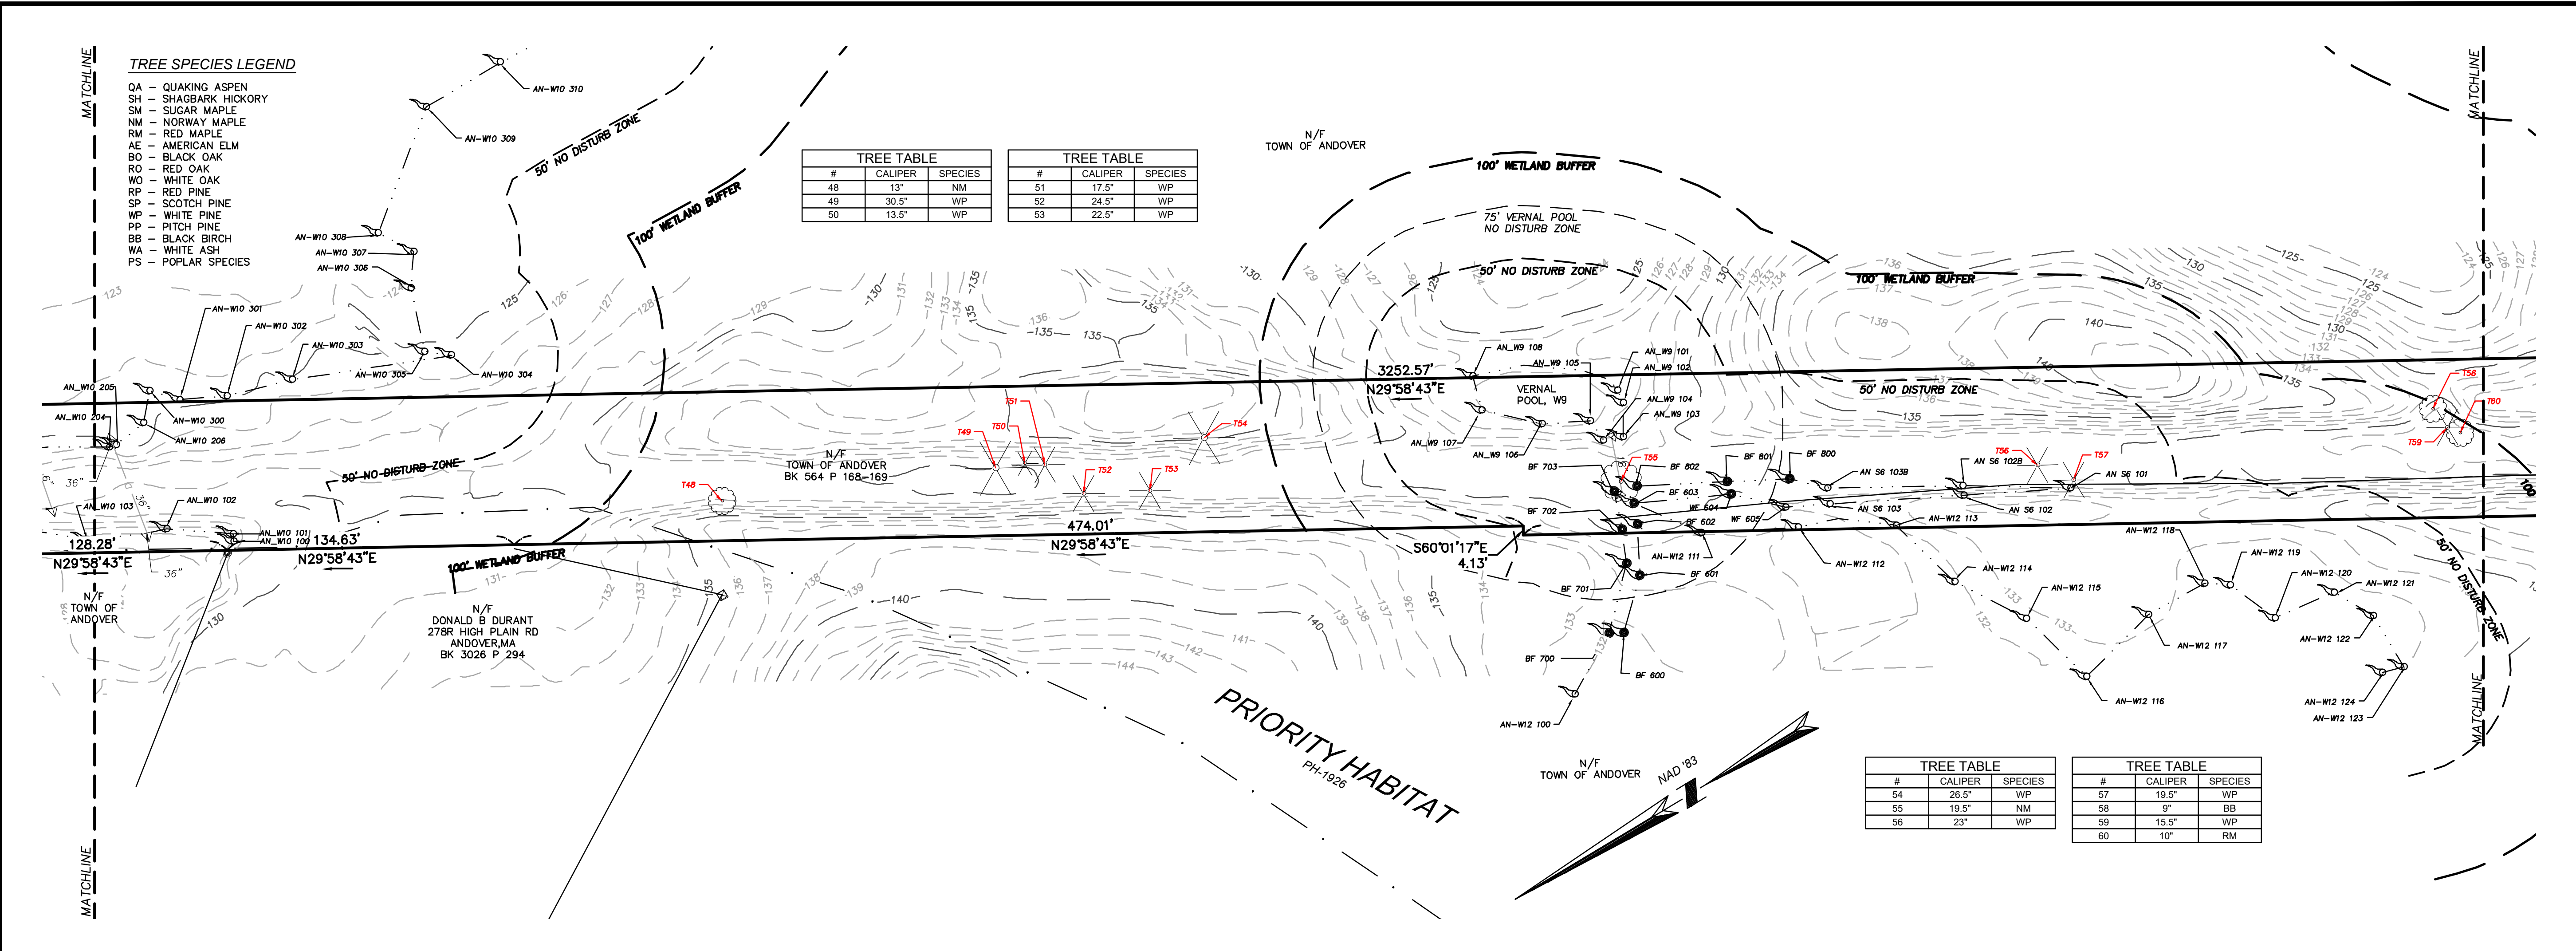 MATCHLINE
TREE SPECIES LEGEND
QA – QUAKING ASPEN
SH – SHAGBARK HICKORY
SM – SUGAR MAPLE
NM – NORWAY MAPLE
RM – RED MAPLE
AE – AMERICAN ELM
BO – BLACK OAK
RO – RED OAK
WO – WHITE OAK
RP – RED PINE
SP – SCOTCH PINE
WP – WHITE PINE
PP – PITCH PINE
BB – BLACK BIRCH
WA – WHITE ASH
PS – POPLAR SPECIES
AN-W10 310
AN-W10 309
AN-W10 308
AN-W10 307
AN-W10 306
AN-W10 301
AN-W10 302
AN-W10 303
AN-W10 305
AN-W10 304
AN_W10 205
AN_W10 204
AN-W10 300
AN_W10 206
AN_W10 103
AN_W10 102
AN_W10 101
AN_W10 100
50' NO DISTURB ZONE
100' WETLAND BUFFER
TREE TABLE
# CALIPER SPECIES
48 13" NM
49 30.5" WP
50 13.5" WP
TREE TABLE
# CALIPER SPECIES
51 17.5" WP
52 24.5" WP
53 22.5" WP
N/F
TOWN OF ANDOVER
100' WETLAND BUFFER
75' VERNAL POOL
NO DISTURB ZONE
50' NO DISTURB ZONE
100' WETLAND BUFFER
MATCHLINE
3252.57'
N29°58'43"E
AN_W9 108
AN_W9 105
AN_W9 101
AN_W9 102
AN_W9 104
AN_W9 103
VERNAL
POOL, W9
AN_W9 107
AN_W9 106
50' NO DISTURB ZONE
T58
T60
T59
T51
T50
T49
T54
T52
T53
T48
T55
T56
T57
50' NO-DISTURB-ZONE
N/F
TOWN OF ANDOVER
BK 564 P 168-169
36"
36"
36"
BF 703
BF 802
BF 801
BF 800
BF 603
WF 604
WF 605
BF 702
BF 602
AN S6 103B
AN S6 102B
AN S6 101
AN S6 103
AN S6 102
AN-W12 113
AN-W12 111
AN-W12 112
BF 701
BF 601
BF 700
BF 600
AN-W12 100
AN-W12 114
AN-W12 115
AN-W12 116
AN-W12 117
AN-W12 118
AN-W12 119
AN-W12 120
AN-W12 121
AN-W12 122
AN-W12 124
AN-W12 123
100
50' NO DISTURB ZONE
128.28'
N29°58'43"E
134.63'
N29°58'43"E
474.01'
N29°58'43"E
S60°01'17"E
4.13'
100' WETLAND BUFFER
N/F
TOWN OF
ANDOVER
N/F
DONALD B DURANT
278R HIGH PLAIN RD
ANDOVER,MA
BK 3026 P 294
PRIORITY HABITAT
PH-1926
N/F
TOWN OF ANDOVER
NAD '83
TREE TABLE
# CALIPER SPECIES
54 26.5" WP
55 19.5" NM
56 23" WP
TREE TABLE
# CALIPER SPECIES
57 19.5" WP
58 9" BB
59 15.5" WP
60 10" RM
MATCHLINE
MATCHLINE